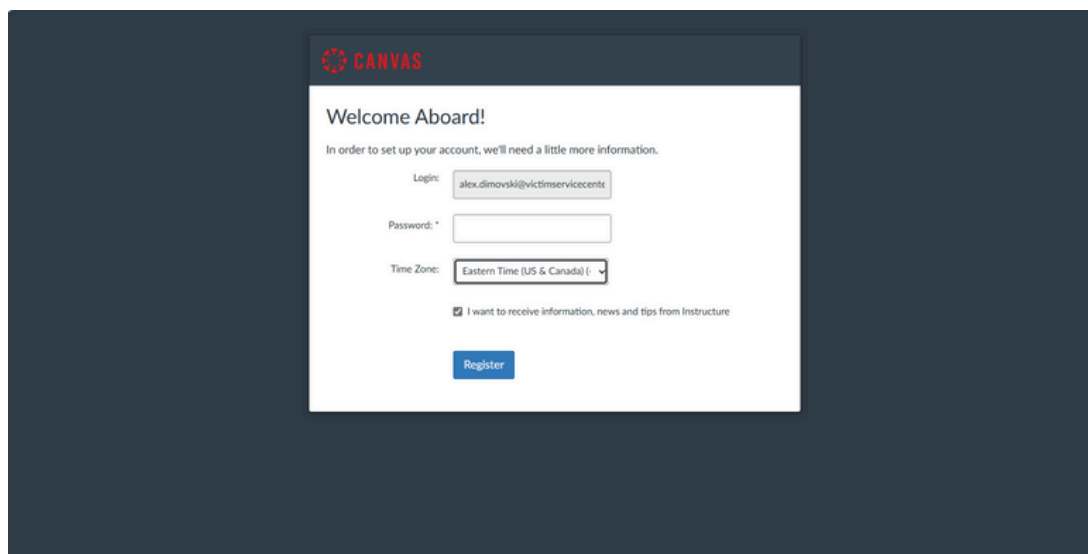 CANVAS
Welcome Aboard!
In order to set up your account, we'll need a little more information.
Login: alex.dimovski@victimservicecente
Password: *
Time Zone: Eastern Time (US & Canada) (-
I want to receive information, news and tips from Instructure
Register